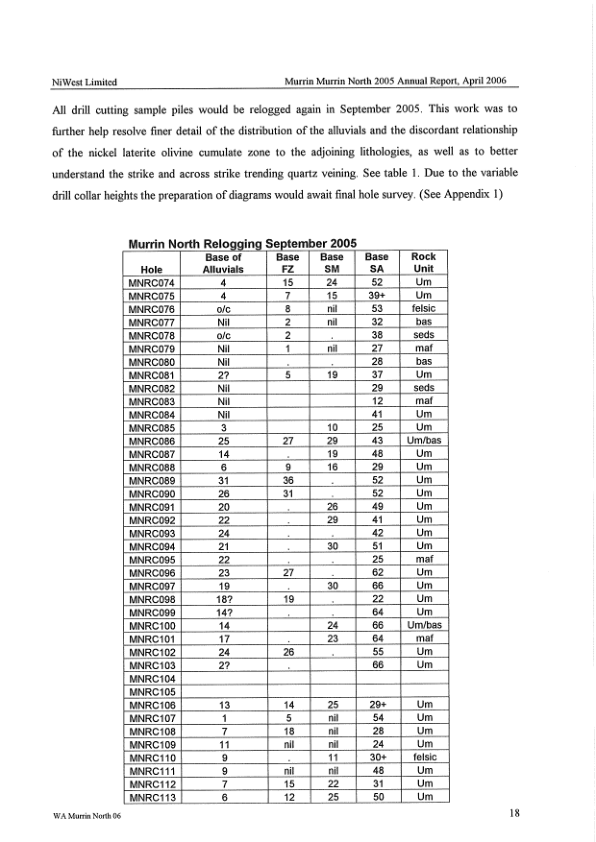 NiWest Limited Murrin Murrin North 2005 Annual Report, April 2006
All drill cutting sample piles would be relogged again in September 2005. This work was to
further help resolve finer detail of the distribution of the alluvials and the discordant relationship
of the nickel laterite olivine cumulate zone to the adjoining lithologies, as well as to better
understand the strike and across strike trending quartz veining. See table 1. Due to the variable
drill collar heights the preparation of diagrams would await final hole survey. (See Appendix 1)
Murrin North Relogging September 2005
Base of Base Base Base Rock
Hole Alluvials FZ SM SA Unit
MNRC074 4 15 24 52 Um
MNRC075 4 7 15 39+ Um
MNRC076 o/c 8 nil 53 felsic
MNRC077 Nil 2 nil 32 bas
MNRC078 o/c 2 . 38 seds
MNRC079 Nil 1 nil 27 maf
MNRC080 Nil . . 28 bas
MNRC081 2? 5 19 37 Um
MNRC082 Nil 29 seds
MNRC083 Nil 12 maf
MNRC084 Nil 41 Um
MNRC085 3 10 25 Um
MNRC086 25 27 29 43 Um/bas
MNRC087 14 . 19 48 Um
MNRC088 6 9 16 29 Um
MNRC089 31 36 . 52 Um
MNRC090 26 31 . 52 Um
MNRC091 20 . 26 49 Um
MNRC092 22 . 29 41 Um
MNRC093 24 . . 42 Um
MNRC094 21 . 30 51 Um
MNRC095 22 . . 25 maf
MNRC096 23 27 . 62 Um
MNRC097 19 . 30 66 Um
MNRC098 18? 19 . 22 Um
MNRC099 14? . . 64 Um
MNRC100 14 24 66 Um/bas
MNRC101 17 . 23 64 maf
MNRC102 24 26 . 55 Um
MNRC103 2? . 66 Um
MNRC104
MNRC105
MNRC106 13 14 25 29+ Um
MNRC107 1 5 nil 54 Um
MNRC108 7 18 nil 28 Um
MNRC109 11 nil nil 24 Um
MNRC110 9 . 11 30+ felsic
MNRC111 9 nil nil 48 Um
MNRC112 7 15 22 31 Um
MNRC113 6 12 25 50 Um
WA Murrin North 06 18